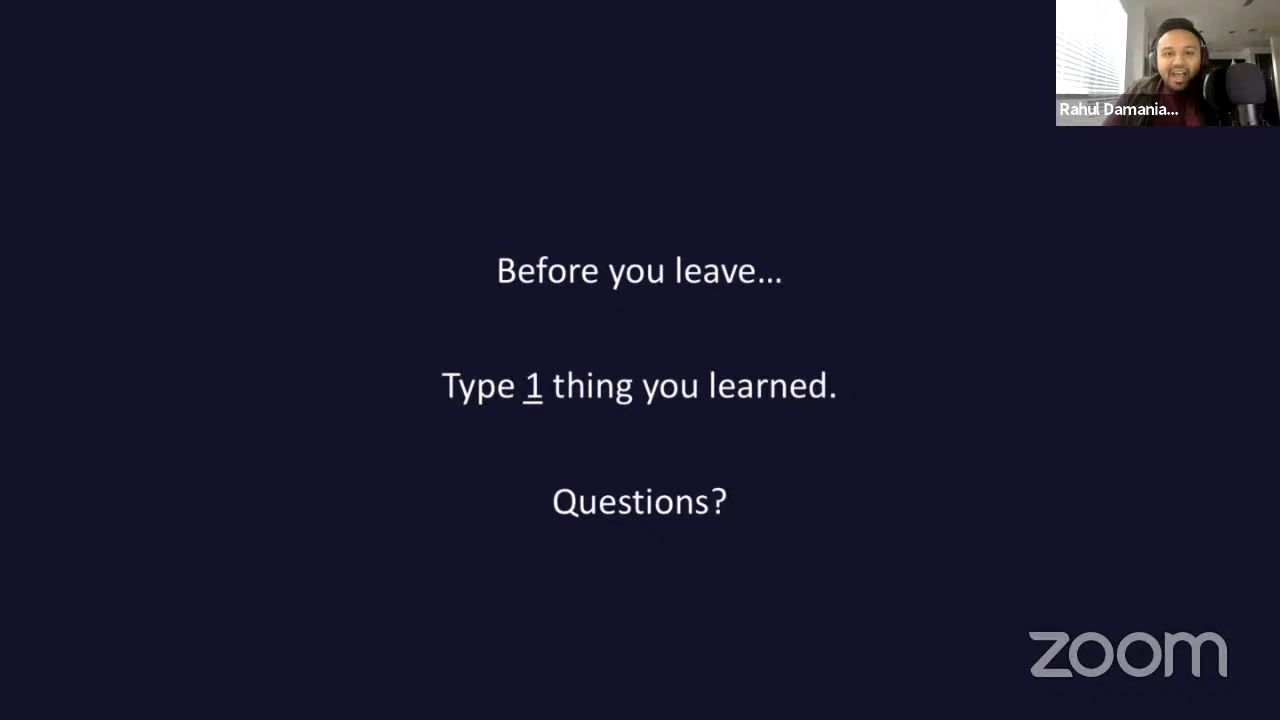 Rahul Damania...
Before you leave...
Type 1 thing you learned.
Questions?
zoom